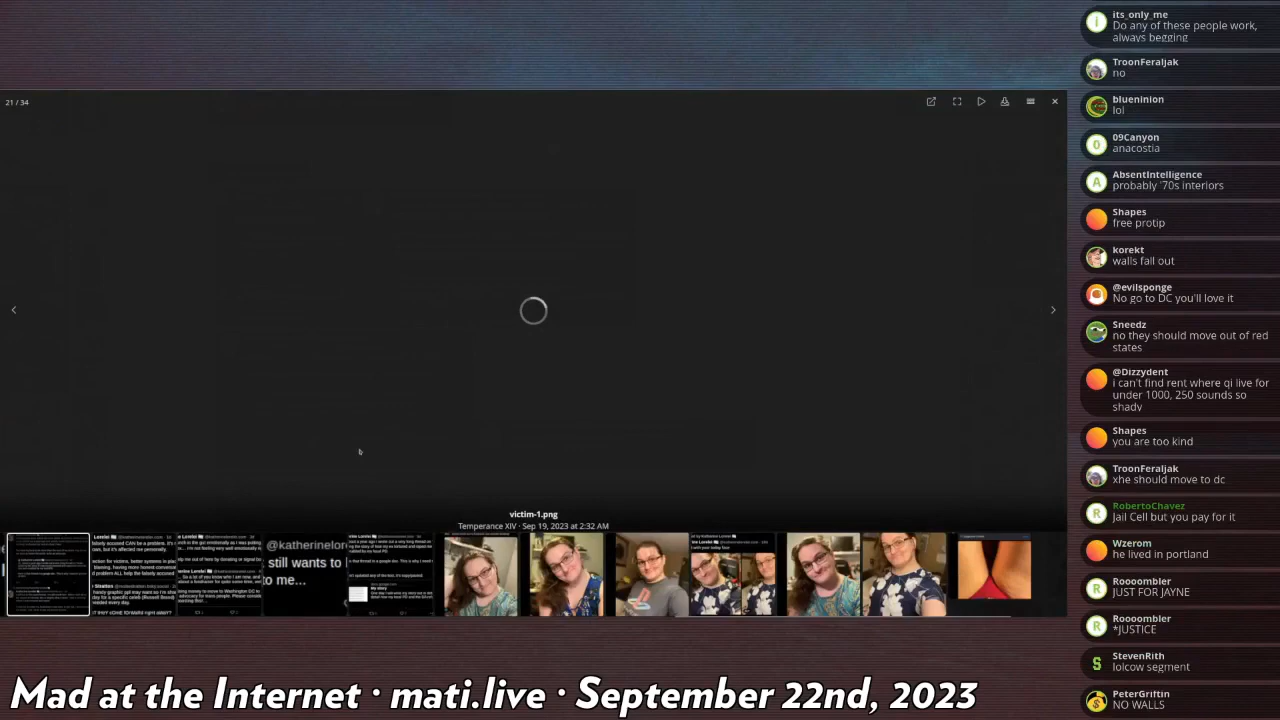 21 / 34
victim-1.png
Temperance XIV · Sep 19, 2023 at 2:32 AM
@katherinelor
still wants to
to me...
its_only_me
Do any of these people work,
always begging
TroonFeraljak
no
blueninion
lol
09Canyon
anacostia
AbsentIntelligence
probably '70s interiors
Shapes
free protip
korekt
walls fall out
@evilsponge
No go to DC you'll love it
Sneedz
no they should move out of red
states
@Dizzydent
i can't find rent where qi live for
under 1000, 250 sounds so
shady
Shapes
you are too kind
TroonFeraljak
xhe should move to dc
RobertoChavez
Jail Cell but you pay for it
Wzerom
he lived in portland
Roooombler
JUST FOR JAYNE
Roooombler
*JUSTICE
StevenRith
lolcow segment
PeterGriftin
NO WALLS
Mad at the Internet · mati.live · September 22nd, 2023